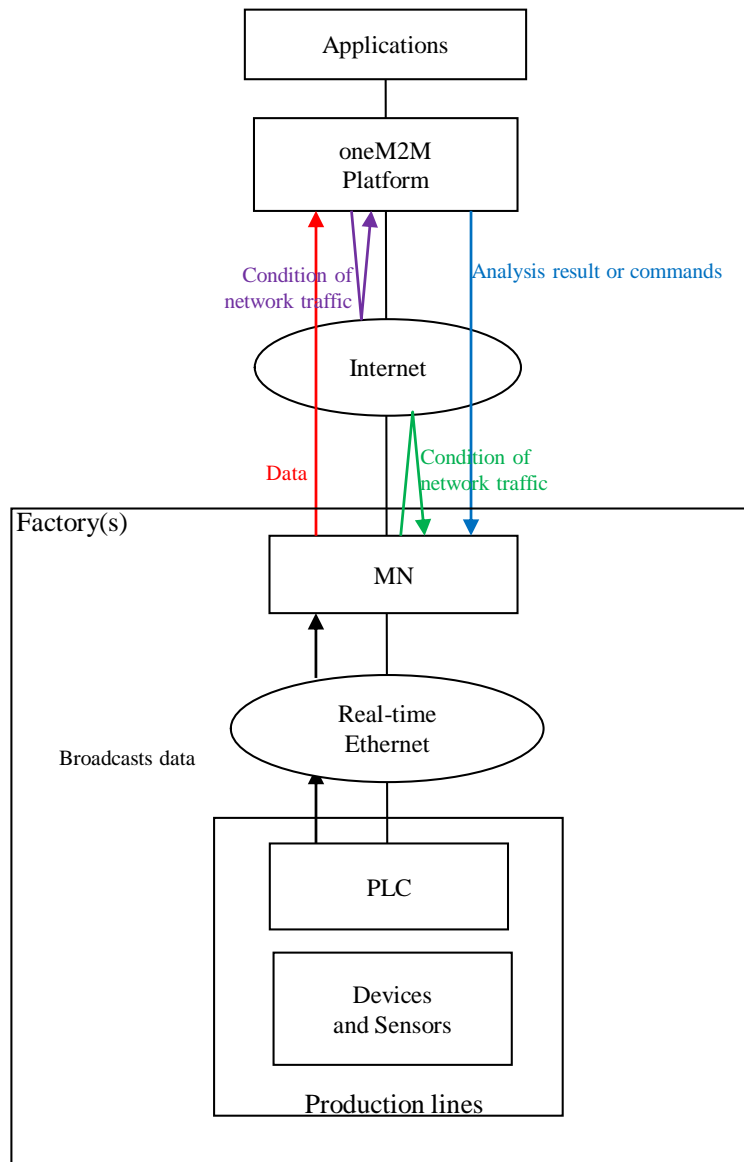 Applications
oneM2M
Platform
Condition of
network traffic
Analysis result or commands
Internet
Data
Condition of
network traffic
Factory(s)
MN
Real-time
Ethernet
Broadcasts data
PLC
Devices
and Sensors
Production lines